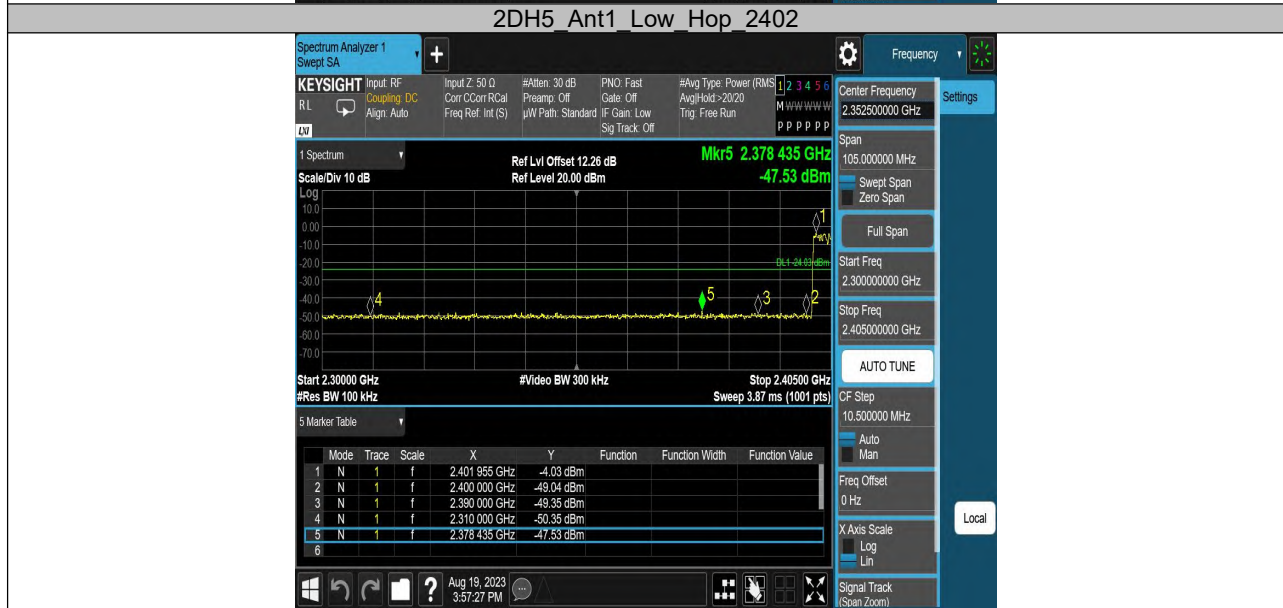 2DH5_Ant1_Low_Hop_2402
Spectrum Analyzer 1
Swept SA
+
Frequency
KEYSIGHT
RL
LXI
Input: RF
Coupling: DC
Align: Auto
Input Z: 50 Ω
Corr CCorr RCal
Freq Ref: Int (S)
#Atten: 30 dB
Preamp: Off
µW Path: Standard
PNO: Fast
Gate: Off
IF Gain: Low
Sig Track: Off
#Avg Type: Power (RMS
Avg|Hold:>20/20
Trig: Free Run
1 2 3 4 5 6
M W W W W W
P P P P P P
Center Frequency
2.352500000 GHz
Settings
Span
105.000000 MHz
Swept Span
Zero Span
Full Span
Start Freq
2.300000000 GHz
Stop Freq
2.405000000 GHz
AUTO TUNE
CF Step
10.500000 MHz
Auto
Man
Freq Offset
0 Hz
X Axis Scale
Log
Lin
Signal Track
(Span Zoom)
Local
1 Spectrum
Scale/Div 10 dB
Ref Lvl Offset 12.26 dB
Ref Level 20.00 dBm
Mkr5 2.378 435 GHz
-47.53 dBm
Log
10.0
0.00
-10.0
-20.0
-30.0
-40.0
-50.0
-60.0
-70.0
1
DL1 -24.03 dBm
4
5
3
2
Start 2.30000 GHz
#Res BW 100 kHz
#Video BW 300 kHz
Stop 2.40500 GHz
Sweep 3.87 ms (1001 pts)
5 Marker Table
Mode Trace Scale X Y Function Function Width Function Value
1 N 1 f 2.401 955 GHz -4.03 dBm
2 N 1 f 2.400 000 GHz -49.04 dBm
3 N 1 f 2.390 000 GHz -49.35 dBm
4 N 1 f 2.310 000 GHz -50.35 dBm
5 N 1 f 2.378 435 GHz -47.53 dBm
6
?
Aug 19, 2023
3:57:27 PM